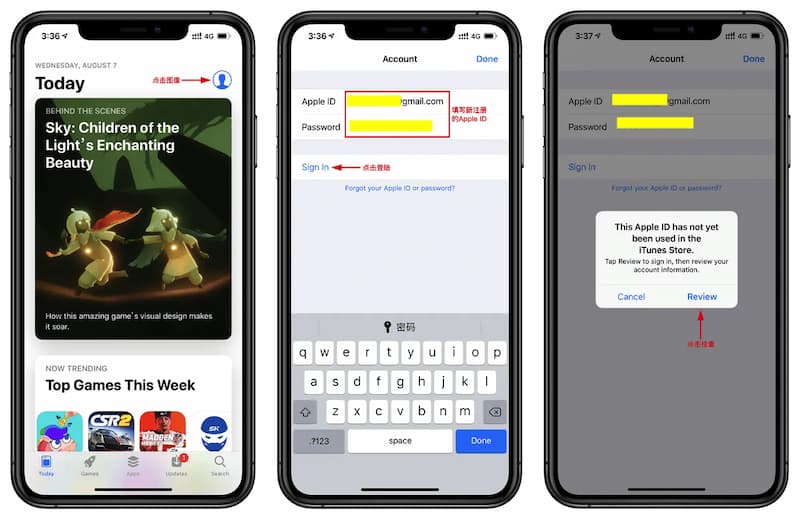 3:36
4G
WEDNESDAY, AUGUST 7
Today
点击图像
BEHIND THE SCENES
Sky: Children of the
Light's Enchanting
Beauty
How this amazing game's visual design makes
it soar.
NOW TRENDING
Top Games This Week
CSR2
MADDEN
SK
1
Today
Games
Apps
Updates
Search
3:36
4G
Account
Done
Apple ID
@gmail.com
Password
填写新注册
的Apple ID
Sign In
点击登陆
Forgot your Apple ID or password?
密码
q w e r t y u i o p
a s d f g h j k l
z x c v b n m
.?123
space
Done
3:37
4G
Account
Done
Apple ID
@gmail.com
Password
Sign In
Forgot your Apple ID or password?
This Apple ID has not yet
been used in the
iTunes Store.
Tap Review to sign in, then review your
account information.
Cancel
Review
点击检查